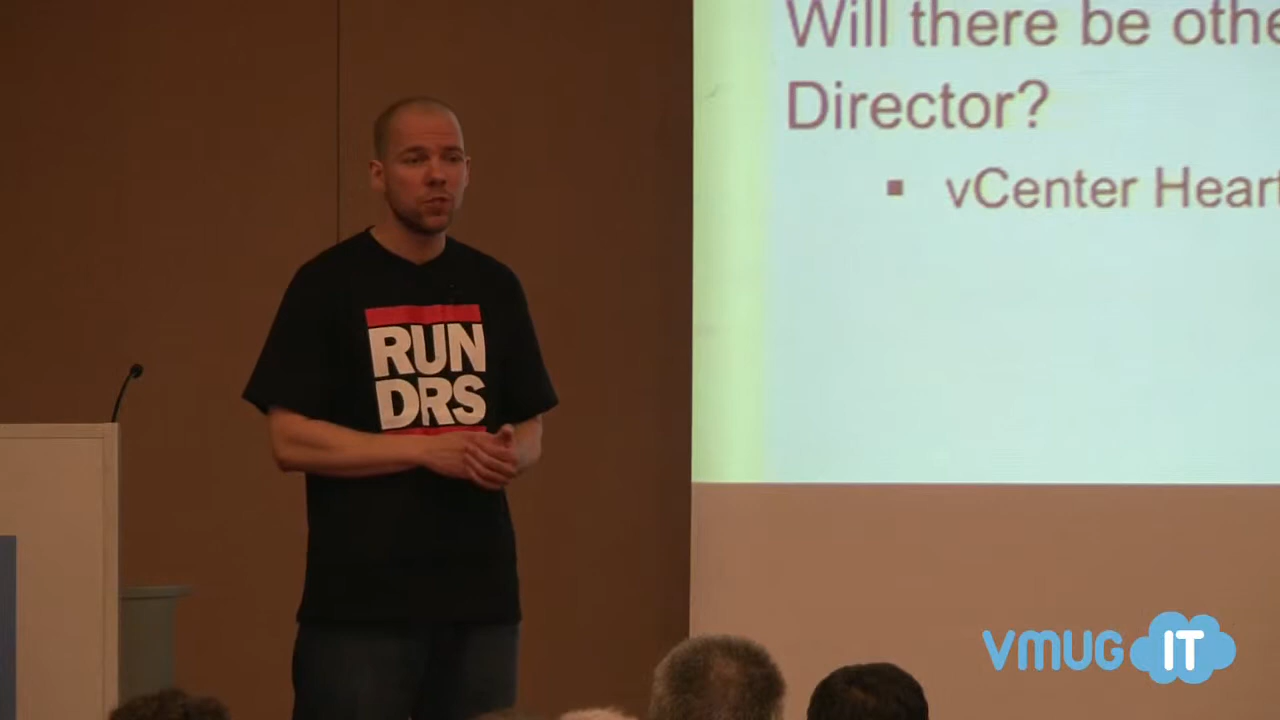 Will there be othe
Director?
▪ vCenter Heart
RUN
DRS
VMUG IT